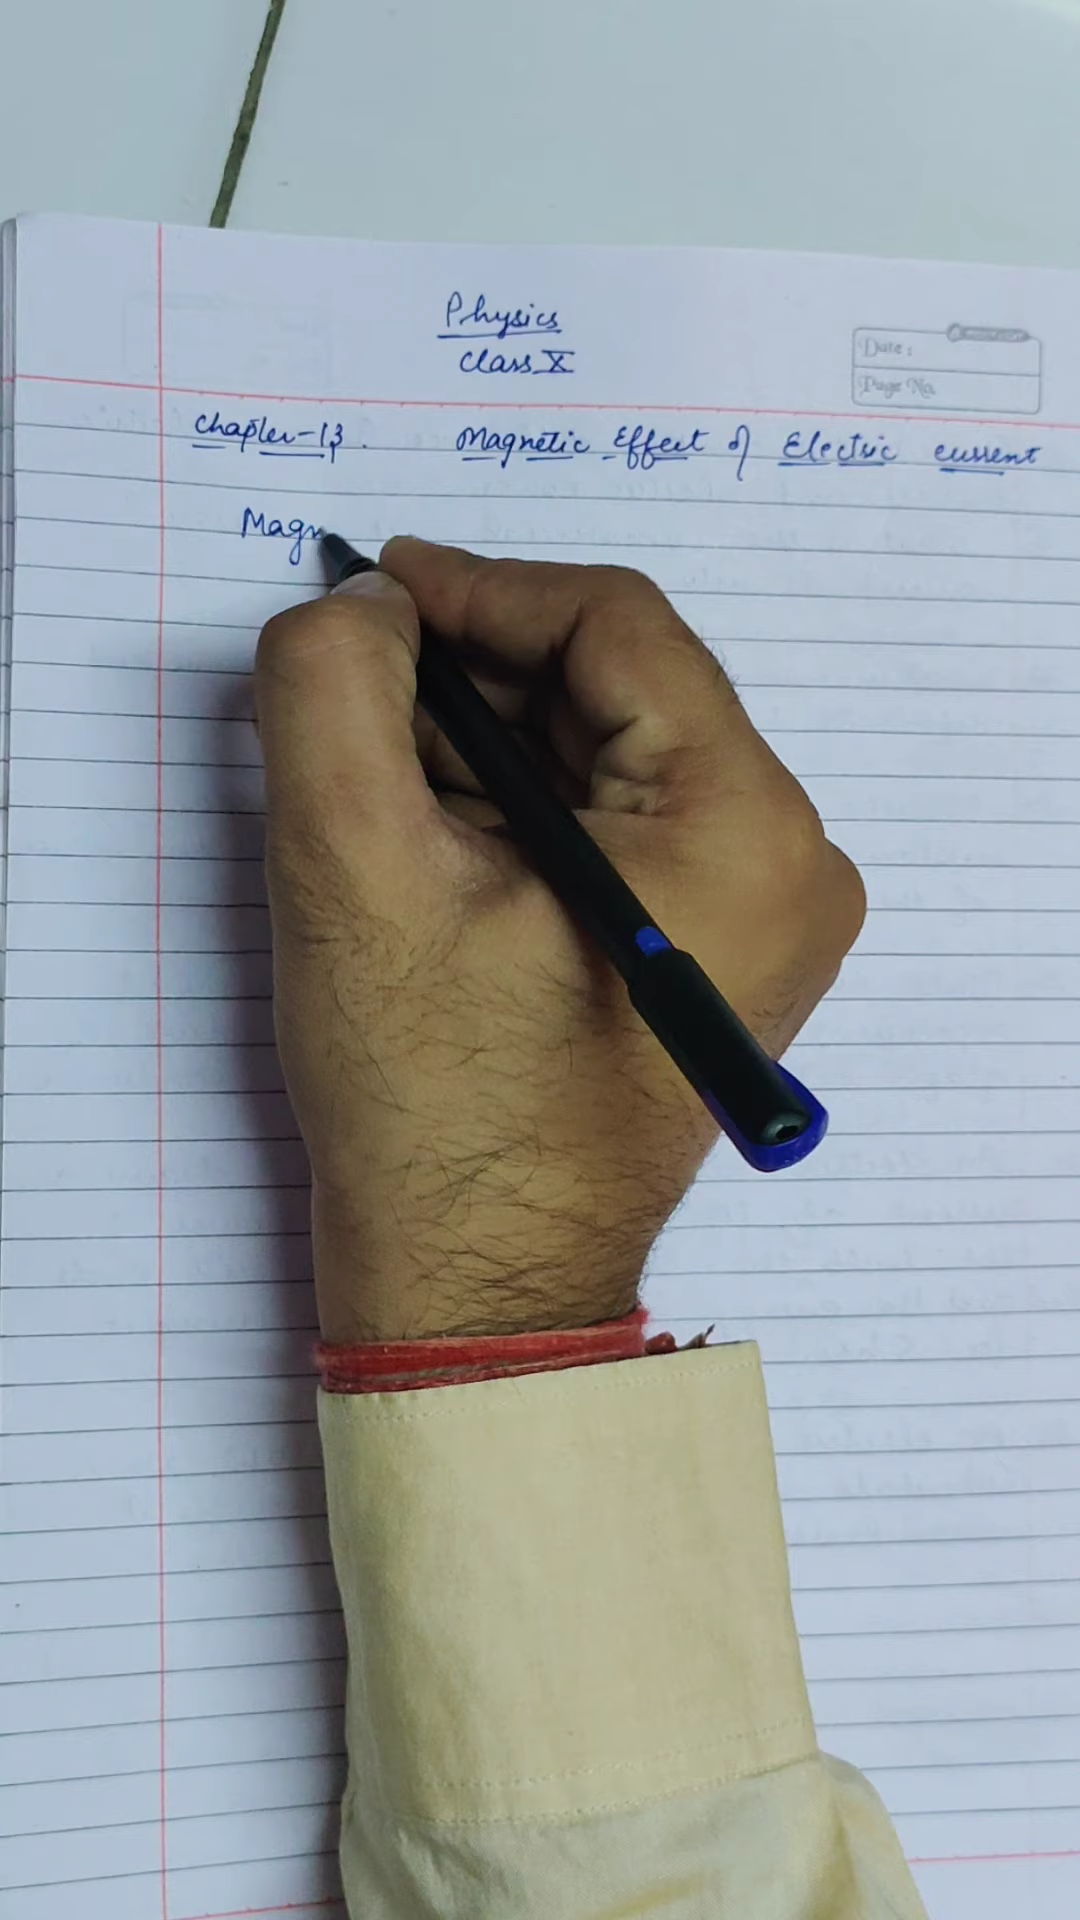 Physics
Class X
Date:
Page No.
Chapter-13. Magnetic Effect of Electric current
Magn